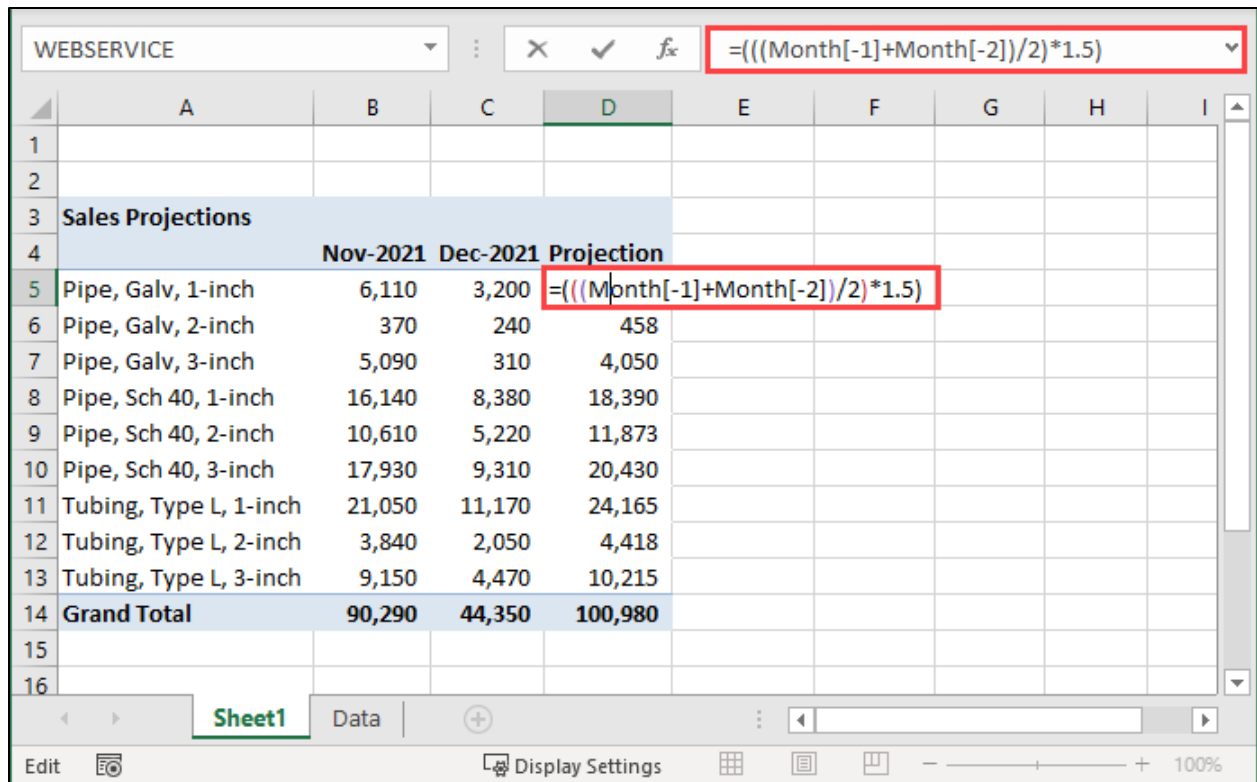 WEBSERVICE fx =(((Month[-1]+Month[-2])/2)*1.5)
A B C D E F G H I
1
2
3 Sales Projections
4 Nov-2021 Dec-2021 Projection
5 Pipe, Galv, 1-inch 6,110 3,200 =(((Month[-1]+Month[-2])/2)*1.5)
6 Pipe, Galv, 2-inch 370 240 458
7 Pipe, Galv, 3-inch 5,090 310 4,050
8 Pipe, Sch 40, 1-inch 16,140 8,380 18,390
9 Pipe, Sch 40, 2-inch 10,610 5,220 11,873
10 Pipe, Sch 40, 3-inch 17,930 9,310 20,430
11 Tubing, Type L, 1-inch 21,050 11,170 24,165
12 Tubing, Type L, 2-inch 3,840 2,050 4,418
13 Tubing, Type L, 3-inch 9,150 4,470 10,215
14 Grand Total 90,290 44,350 100,980
15
16
Sheet1 Data
Edit Display Settings 100%